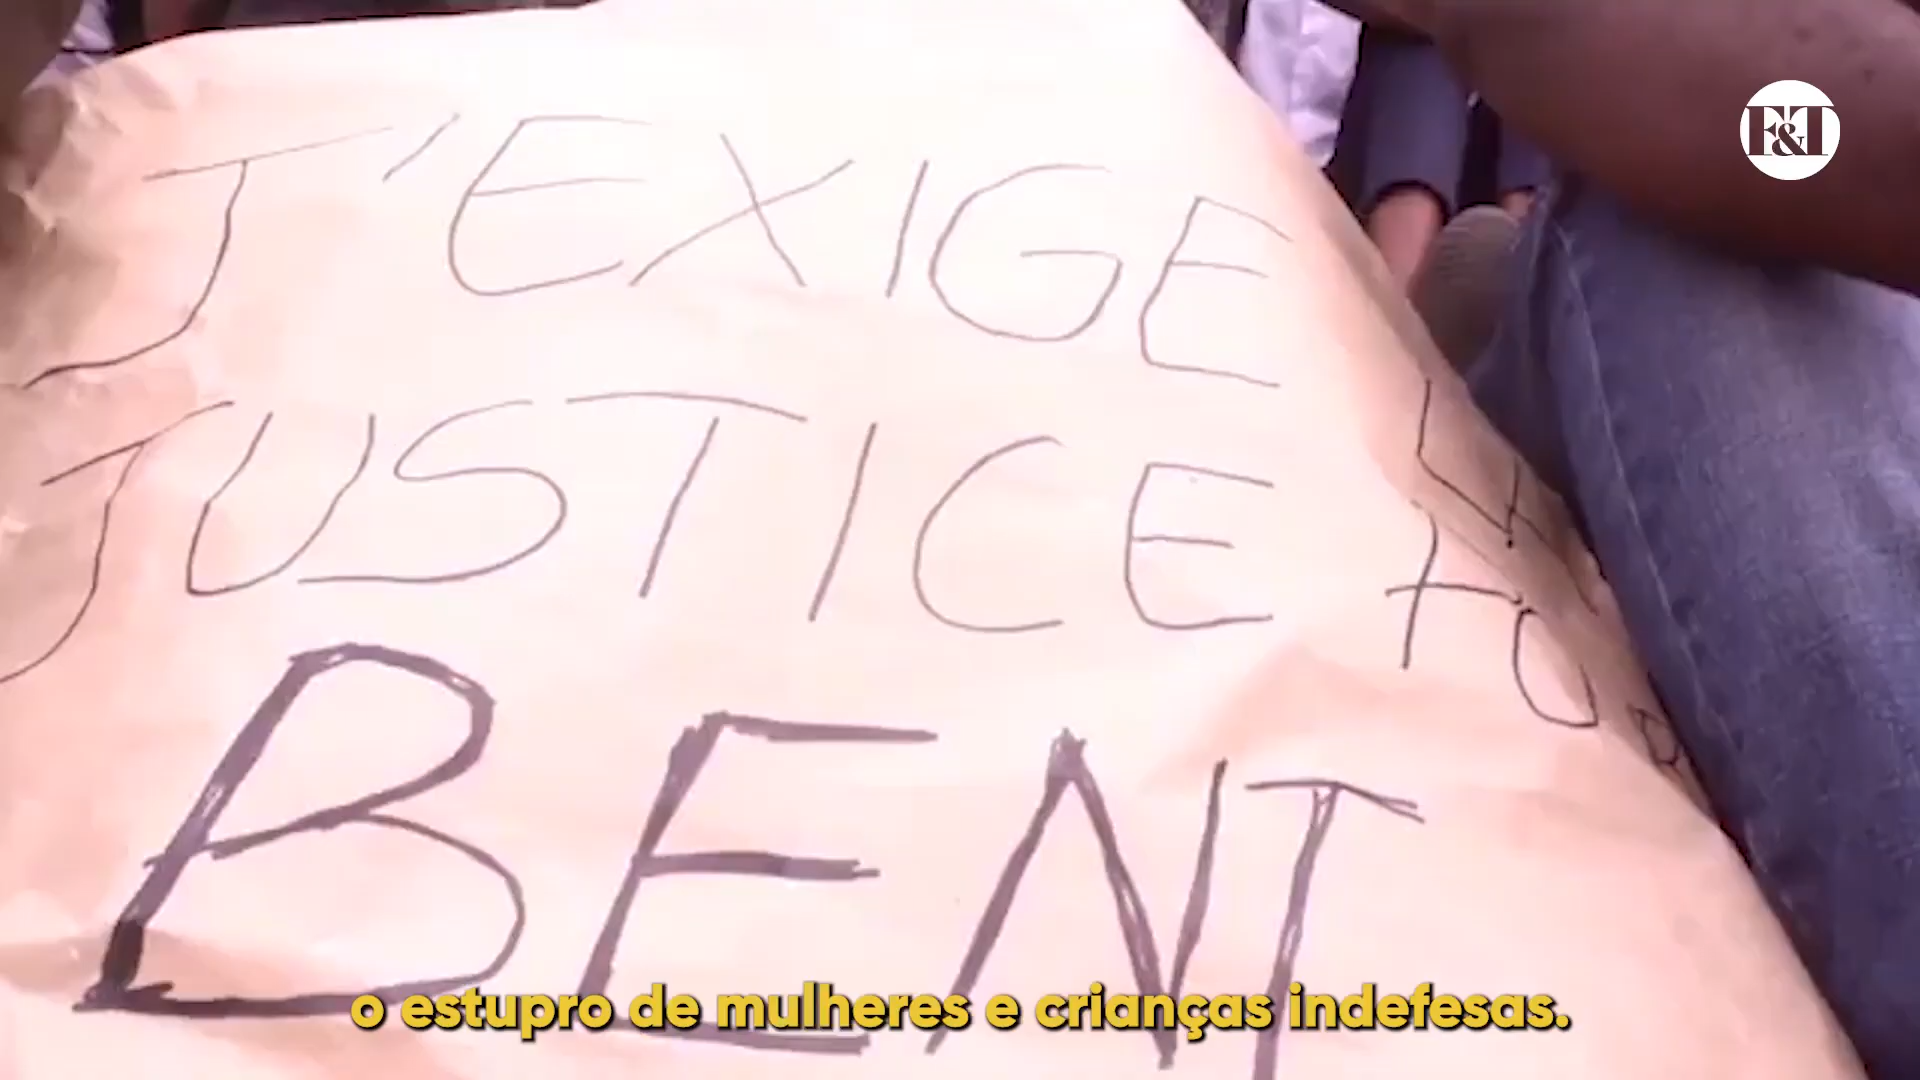 F&T
J'EXIGE
JUSTICE
BENT
o estupro de mulheres e crianças indefesas.